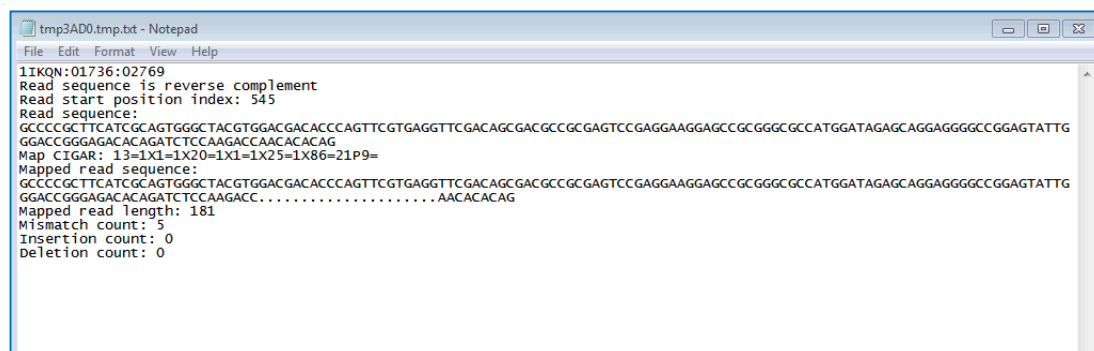 tmp3AD0.tmp.txt - Notepad
File Edit Format View Help
1IKQN:01736:02769
Read sequence is reverse complement
Read start position index: 545
Read sequence:
GCCCCGCTTCATCGCAGTGGGCTACGTGGACGACACCCAGTTCGTGAGGTTCGACAGCGACGCCGCGAGTCCGAGGAAGGAGCCGCGGGCGCCATGGATAGAGCAGGAGGGGCCGGAGTATTG
GGACCGGGAGACACAGATCTCCAAGACCAACACACAG
Map CIGAR: 13=1X1=1X20=1X1=1X25=1X86=21P9=
Mapped read sequence:
GCCCCGCTTCATCGCAGTGGGCTACGTGGACGACACCCAGTTCGTGAGGTTCGACAGCGACGCCGCGAGTCCGAGGAAGGAGCCGCGGGCGCCATGGATAGAGCAGGAGGGGCCGGAGTATTG
GGACCGGGAGACACAGATCTCCAAGACC.....................AACACACAG
Mapped read length: 181
Mismatch count: 5
Insertion count: 0
Deletion count: 0